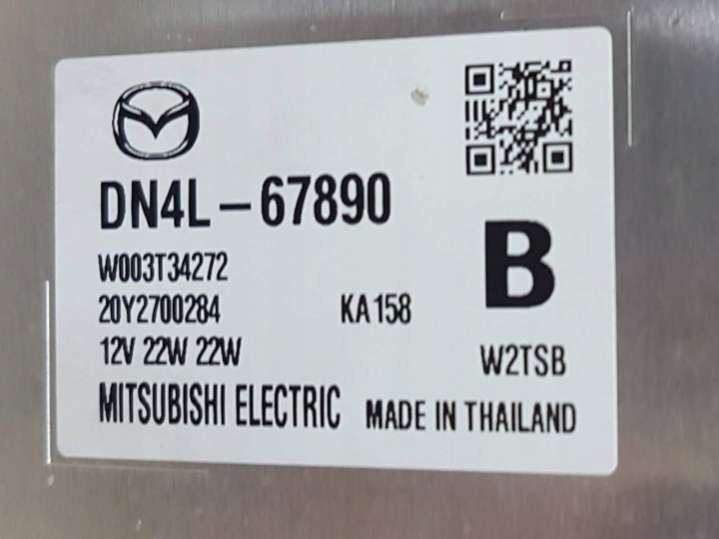 DN4L-67890
B
W003T34272
20Y2700284 KA158
12V 22W 22W
W2TSB
MITSUBISHI ELECTRIC MADE IN THAILAND